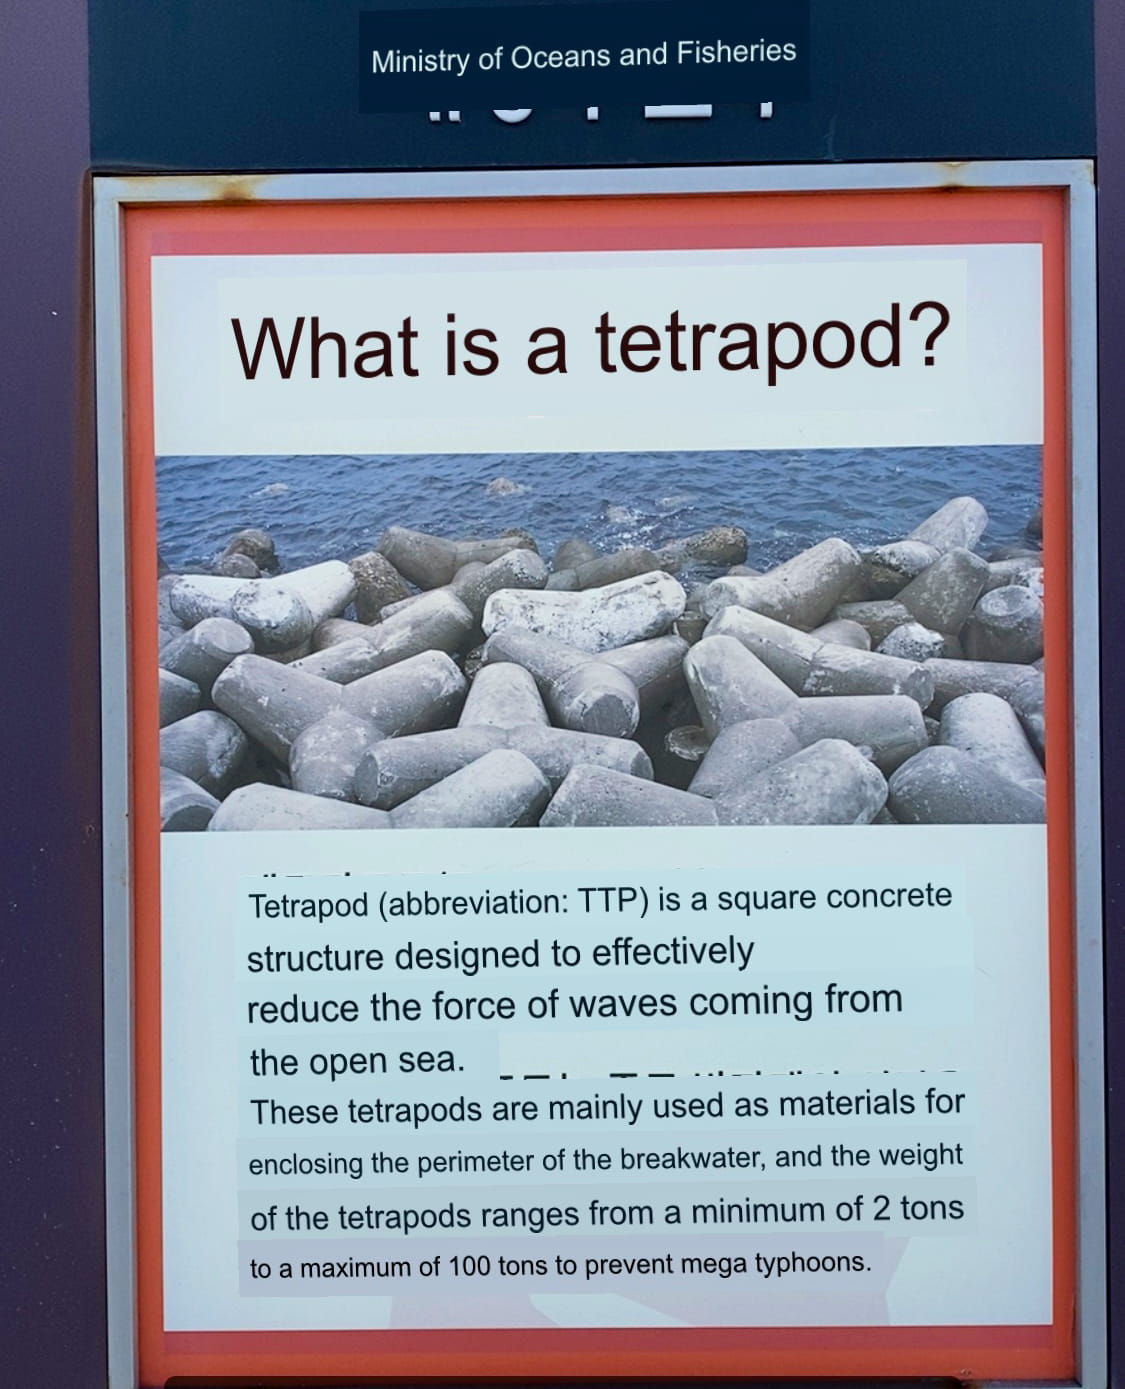 Ministry of Oceans and Fisheries
What is a tetrapod?
Tetrapod (abbreviation: TTP) is a square concrete
structure designed to effectively
reduce the force of waves coming from
the open sea.
These tetrapods are mainly used as materials for
enclosing the perimeter of the breakwater, and the weight
of the tetrapods ranges from a minimum of 2 tons
to a maximum of 100 tons to prevent mega typhoons.